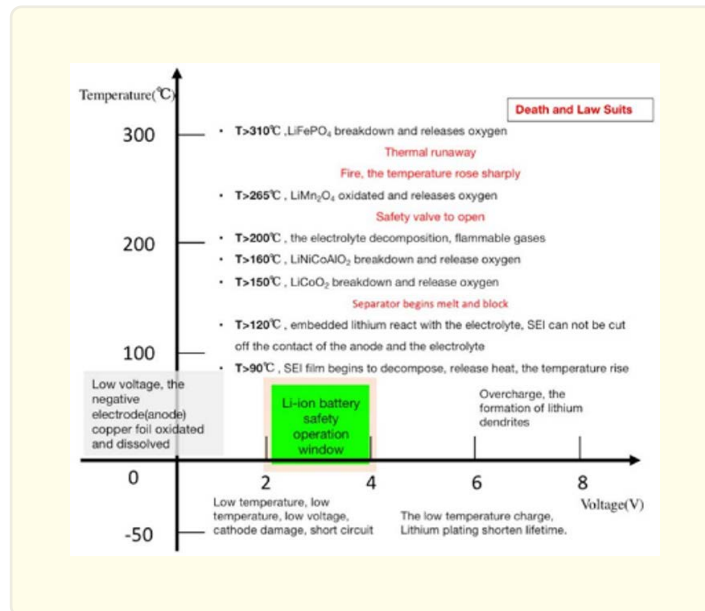 Temperature(℃)
Death and Law Suits
300
• T>310℃ ,LiFePO₄ breakdown and releases oxygen
Thermal runaway
Fire, the temperature rose sharply
• T>265℃ , LiMn₂O₄ oxidated and releases oxygen
Safety valve to open
200
• T>200℃ , the electrolyte decomposition, flammable gases
• T>160℃ , LiNiCoAlO₂ breakdown and release oxygen
• T>150℃ , LiCoO₂ breakdown and release oxygen
Separator begins melt and block
• T>120℃ , embedded lithium react with the electrolyte, SEI can not be cut
off the contact of the anode and the electrolyte
100
• T>90℃ , SEI film begins to decompose, release heat, the temperature rise
Low voltage, the
negative
electrode(anode)
copper foil oxidated
and dissolved
Li-ion battery
safety
operation
window
Overcharge, the
formation of lithium
dendrites
0
2
4
6
8
Voltage(V)
Low temperature, low
temperature, low voltage,
cathode damage, short circuit
The low temperature charge,
Lithium plating shorten lifetime.
-50